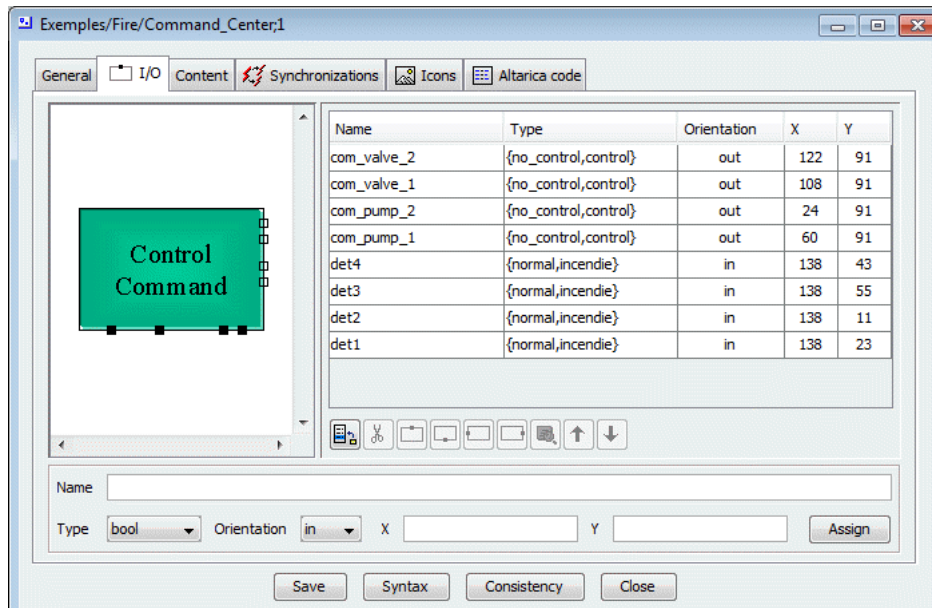 Exemples/Fire/Command_Center;1
General I/O Content Synchronizations Icons Altarica code
Name Type Orientation X Y
com_valve_2 {no_control,control} out 122 91
com_valve_1 {no_control,control} out 108 91
com_pump_2 {no_control,control} out 24 91
com_pump_1 {no_control,control} out 60 91
det4 {normal,incendie} in 138 43
det3 {normal,incendie} in 138 55
det2 {normal,incendie} in 138 11
det1 {normal,incendie} in 138 23
Control
Command
Name
Type bool Orientation in X Y Assign
Save Syntax Consistency Close